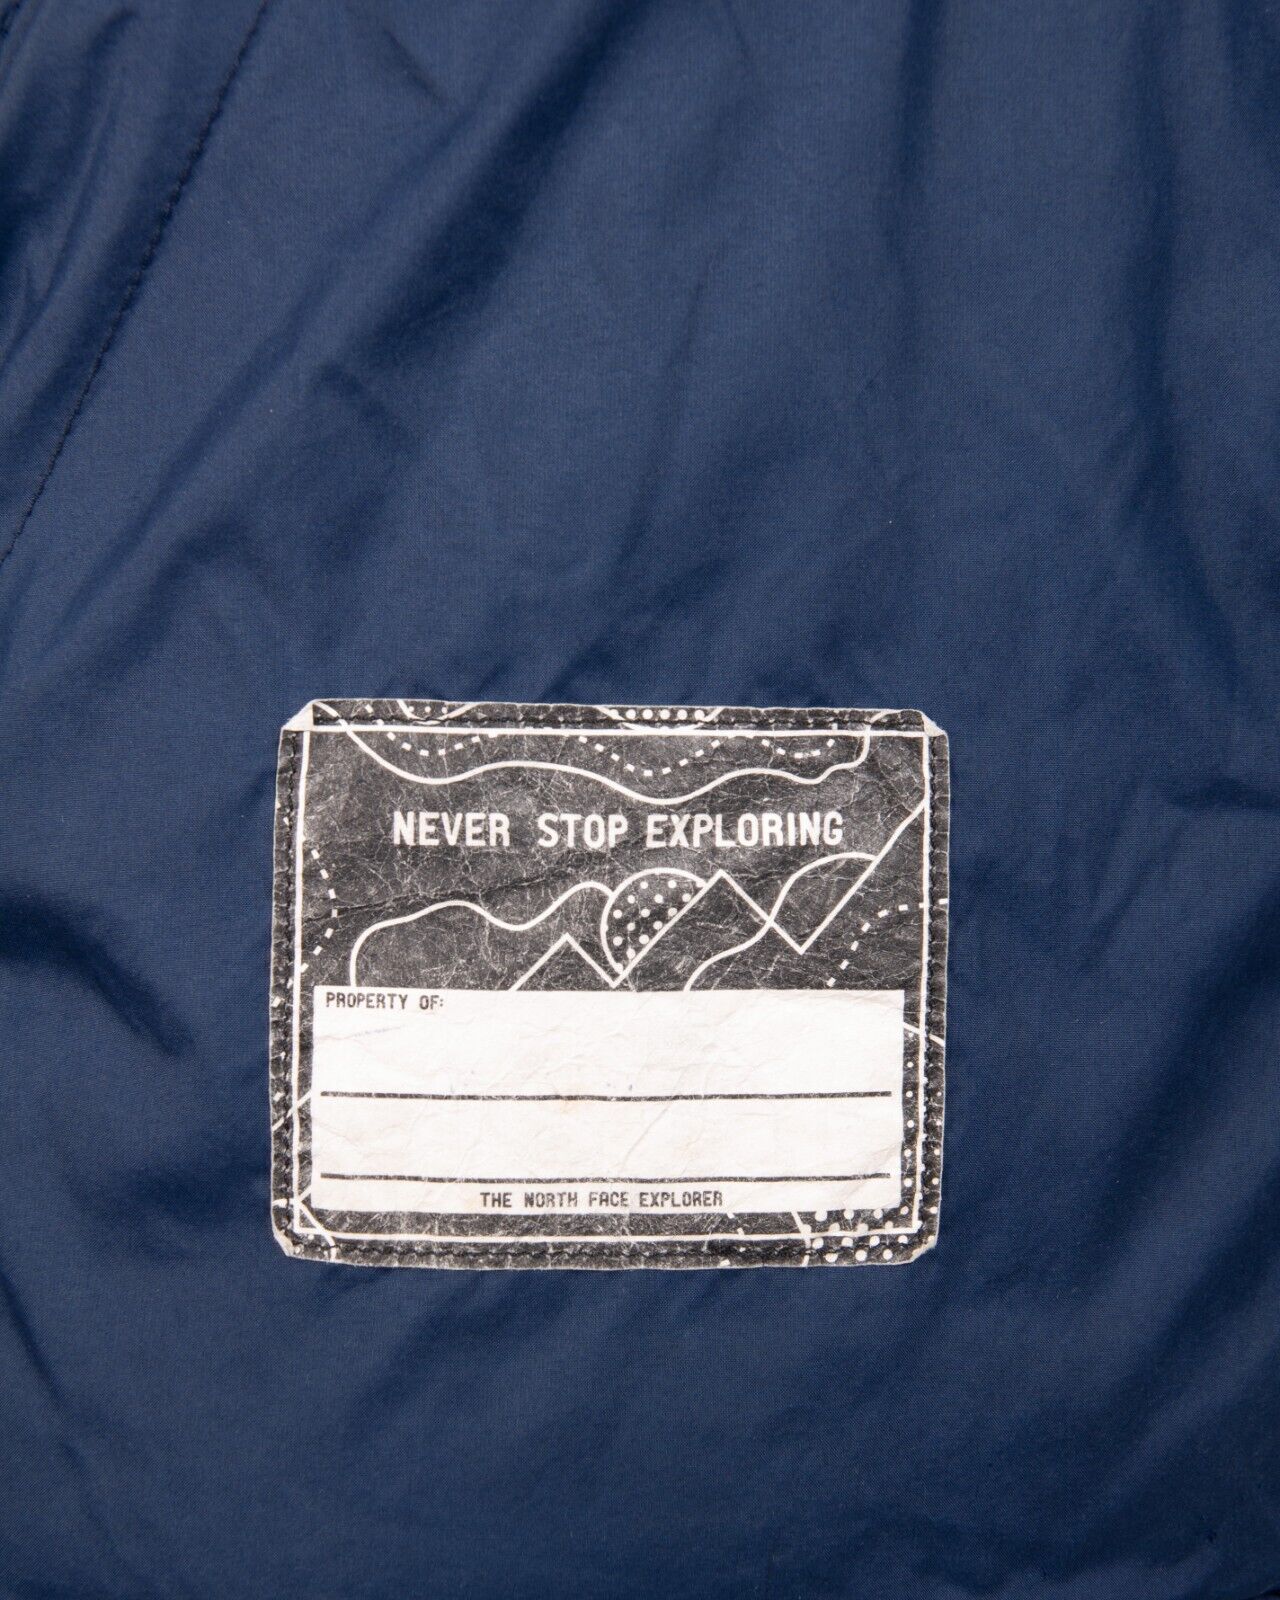 NEVER STOP EXPLORING
PROPERTY OF:
THE NORTH FACE EXPLORER